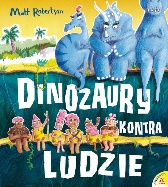 Matt Robertson
DINOZAURY
KONTRA
LUDZIE